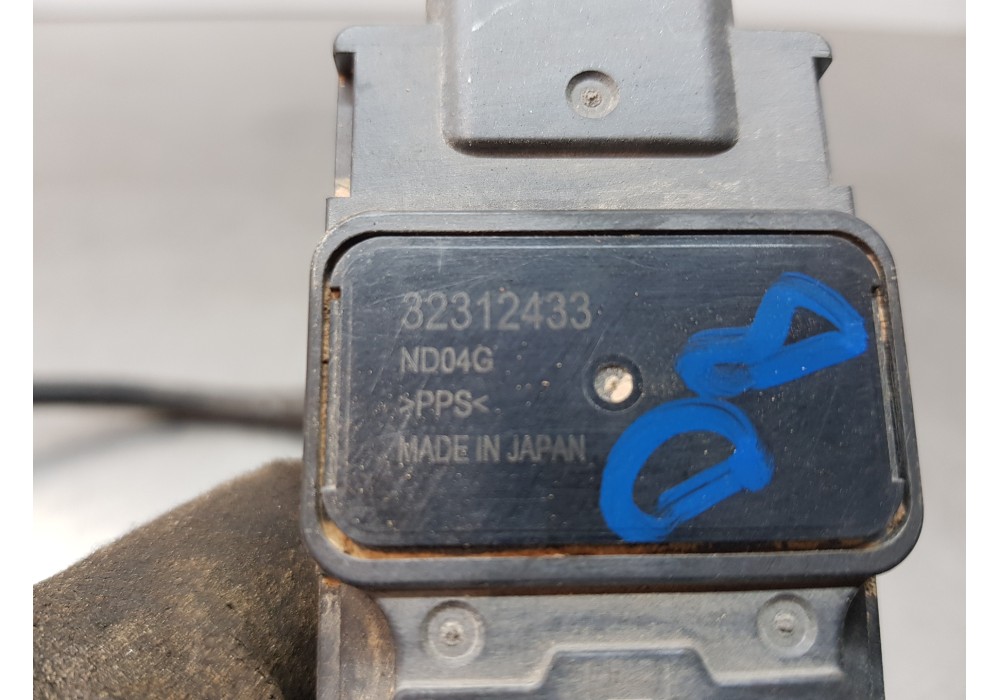 32312433
ND04G
>PPS<
MADE IN JAPAN